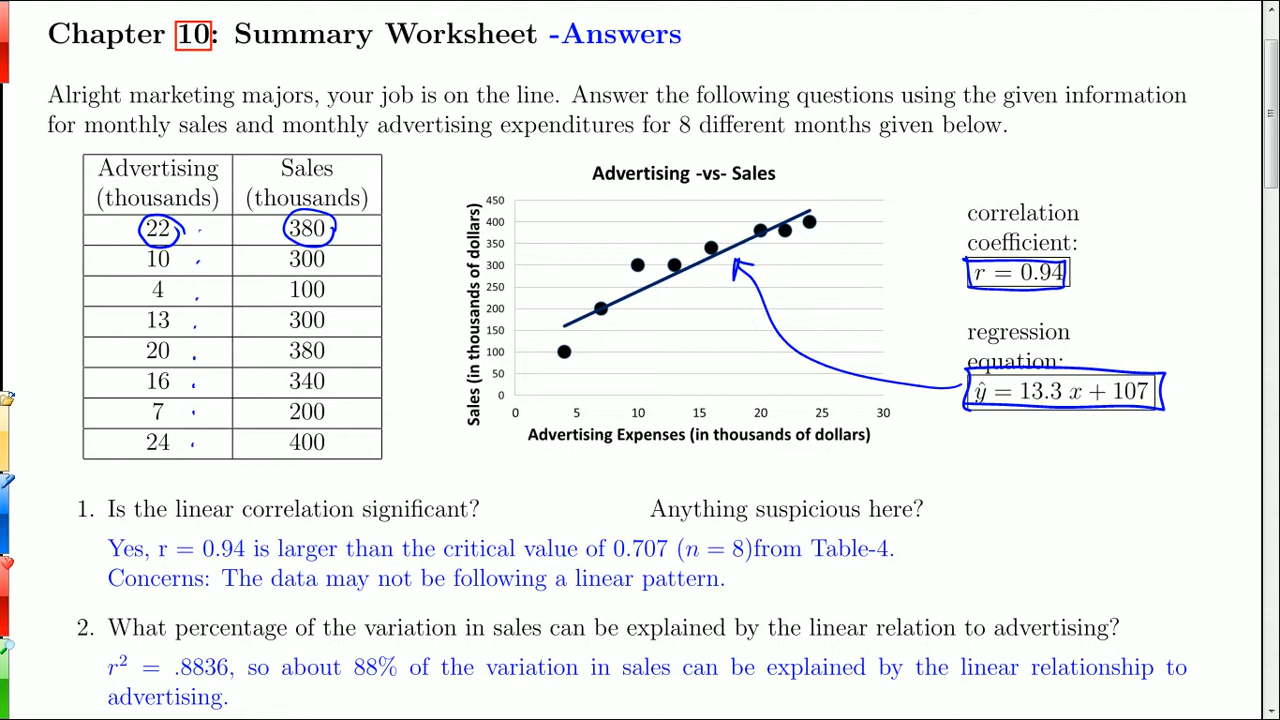 Chapter 10: Summary Worksheet -Answers
Alright marketing majors, your job is on the line. Answer the following questions using the given information
for monthly sales and monthly advertising expenditures for 8 different months given below.
Advertising Sales
(thousands) (thousands)
22 380
10 300
4 100
13 300
20 380
16 340
7 200
24 400
Advertising -vs- Sales
Sales (in thousands of dollars)
450
400
350
300
250
200
150
100
50
0
0 5 10 15 20 25 30
Advertising Expenses (in thousands of dollars)
correlation
coefficient:
r = 0.94
regression
equation:
ŷ = 13.3 x + 107
1. Is the linear correlation significant? Anything suspicious here?
Yes, r = 0.94 is larger than the critical value of 0.707 (n = 8)from Table-4.
Concerns: The data may not be following a linear pattern.
2. What percentage of the variation in sales can be explained by the linear relation to advertising?
r² = .8836, so about 88% of the variation in sales can be explained by the linear relationship to
advertising.